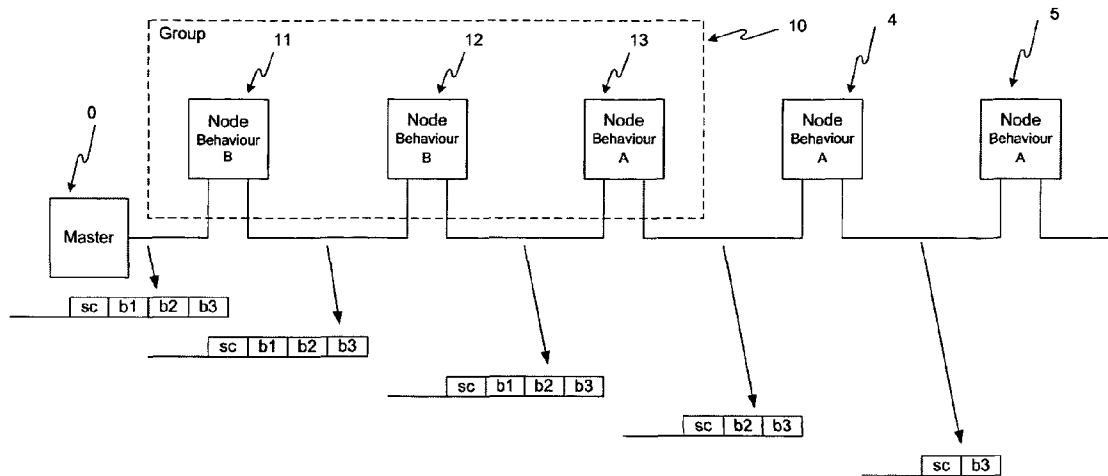 Group
11
12
13
10
4
5
0
Node
Behaviour
B
Node
Behaviour
B
Node
Behaviour
A
Node
Behaviour
A
Node
Behaviour
A
Master
sc b1 b2 b3
sc b1 b2 b3
sc b1 b2 b3
sc b2 b3
sc b3